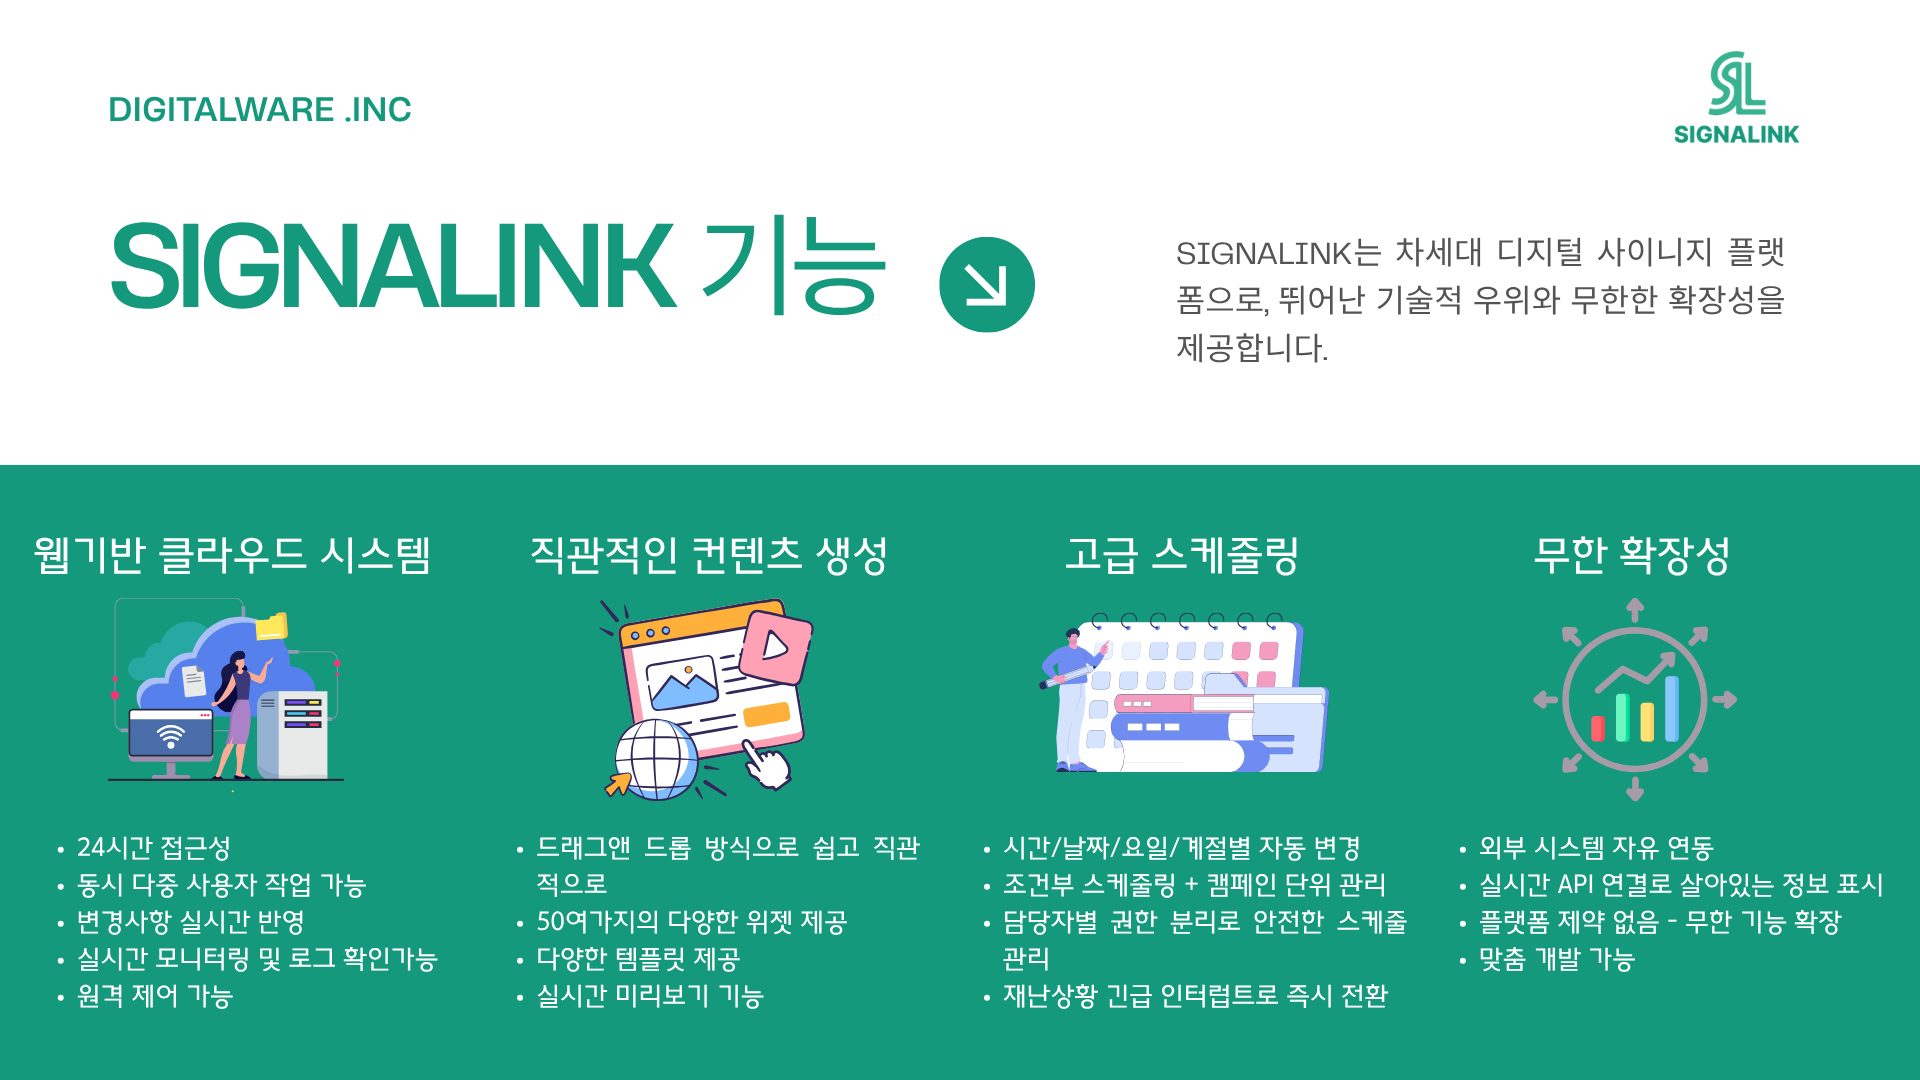 DIGITALWARE .INC
SL
SIGNALINK
SIGNALINK 기능
SIGNALINK는 차세대 디지털 사이니지 플랫
폼으로, 뛰어난 기술적 우위와 무한한 확장성을
제공합니다.
웹기반 클라우드 시스템
• 24시간 접근성
• 동시 다중 사용자 작업 가능
• 변경사항 실시간 반영
• 실시간 모니터링 및 로그 확인가능
• 원격 제어 가능
직관적인 컨텐츠 생성
• 드래그앤 드롭 방식으로 쉽고 직관
적으로
• 50여가지의 다양한 위젯 제공
• 다양한 템플릿 제공
• 실시간 미리보기 기능
고급 스케줄링
• 시간/날짜/요일/계절별 자동 변경
• 조건부 스케줄링 + 캠페인 단위 관리
• 담당자별 권한 분리로 안전한 스케줄
관리
• 재난상황 긴급 인터럽트로 즉시 전환
무한 확장성
• 외부 시스템 자유 연동
• 실시간 API 연결로 살아있는 정보 표시
• 플랫폼 제약 없음 - 무한 기능 확장
• 맞춤 개발 가능